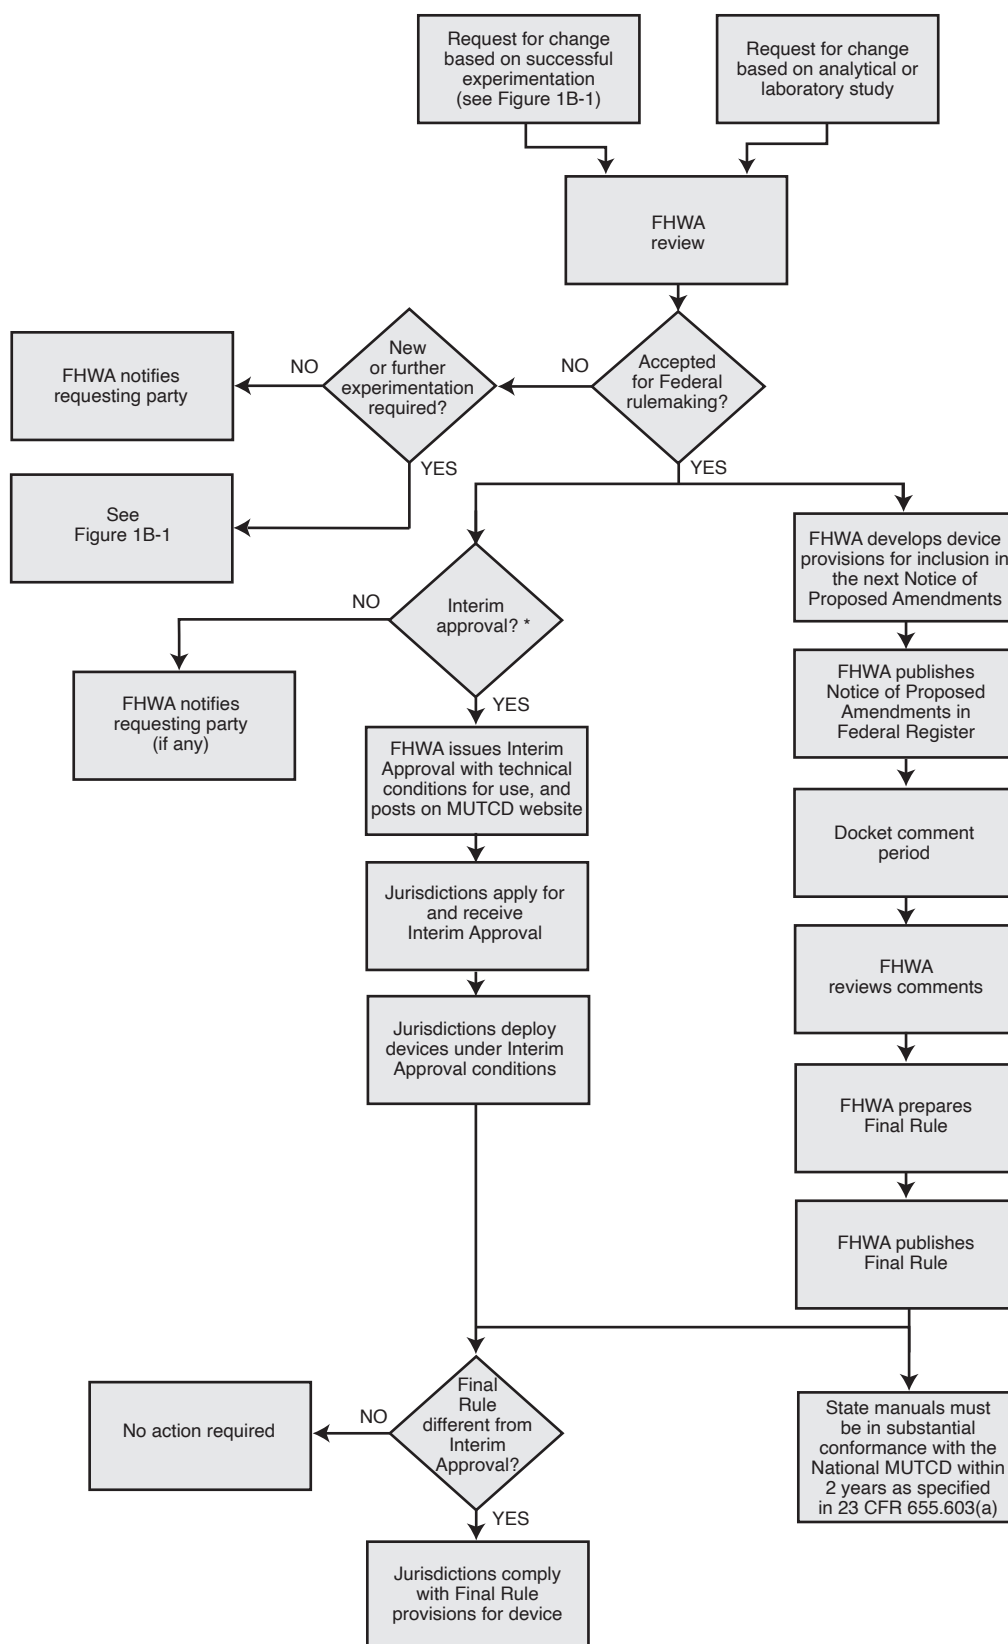 Request for change
based on successful
experimentation
(see Figure 1B-1)
Request for change
based on analytical or
laboratory study
FHWA
review
Accepted
for Federal
rulemaking?
NO
YES
New
or further
experimentation
required?
NO
YES
FHWA notifies
requesting party
See
Figure 1B-1
Interim
approval? *
NO
YES
FHWA notifies
requesting party
(if any)
FHWA issues Interim
Approval with technical
conditions for use, and
posts on MUTCD website
Jurisdictions apply for
and receive
Interim Approval
Jurisdictions deploy
devices under Interim
Approval conditions
FHWA develops device
provisions for inclusion in
the next Notice of
Proposed Amendments
FHWA publishes
Notice of Proposed
Amendments in
Federal Register
Docket comment
period
FHWA
reviews comments
FHWA prepares
Final Rule
FHWA publishes
Final Rule
Final
Rule
different from
Interim
Approval?
NO
YES
No action required
State manuals must
be in substantial
conformance with the
National MUTCD within
2 years as specified
in 23 CFR 655.603(a)
Jurisdictions comply
with Final Rule
provisions for device